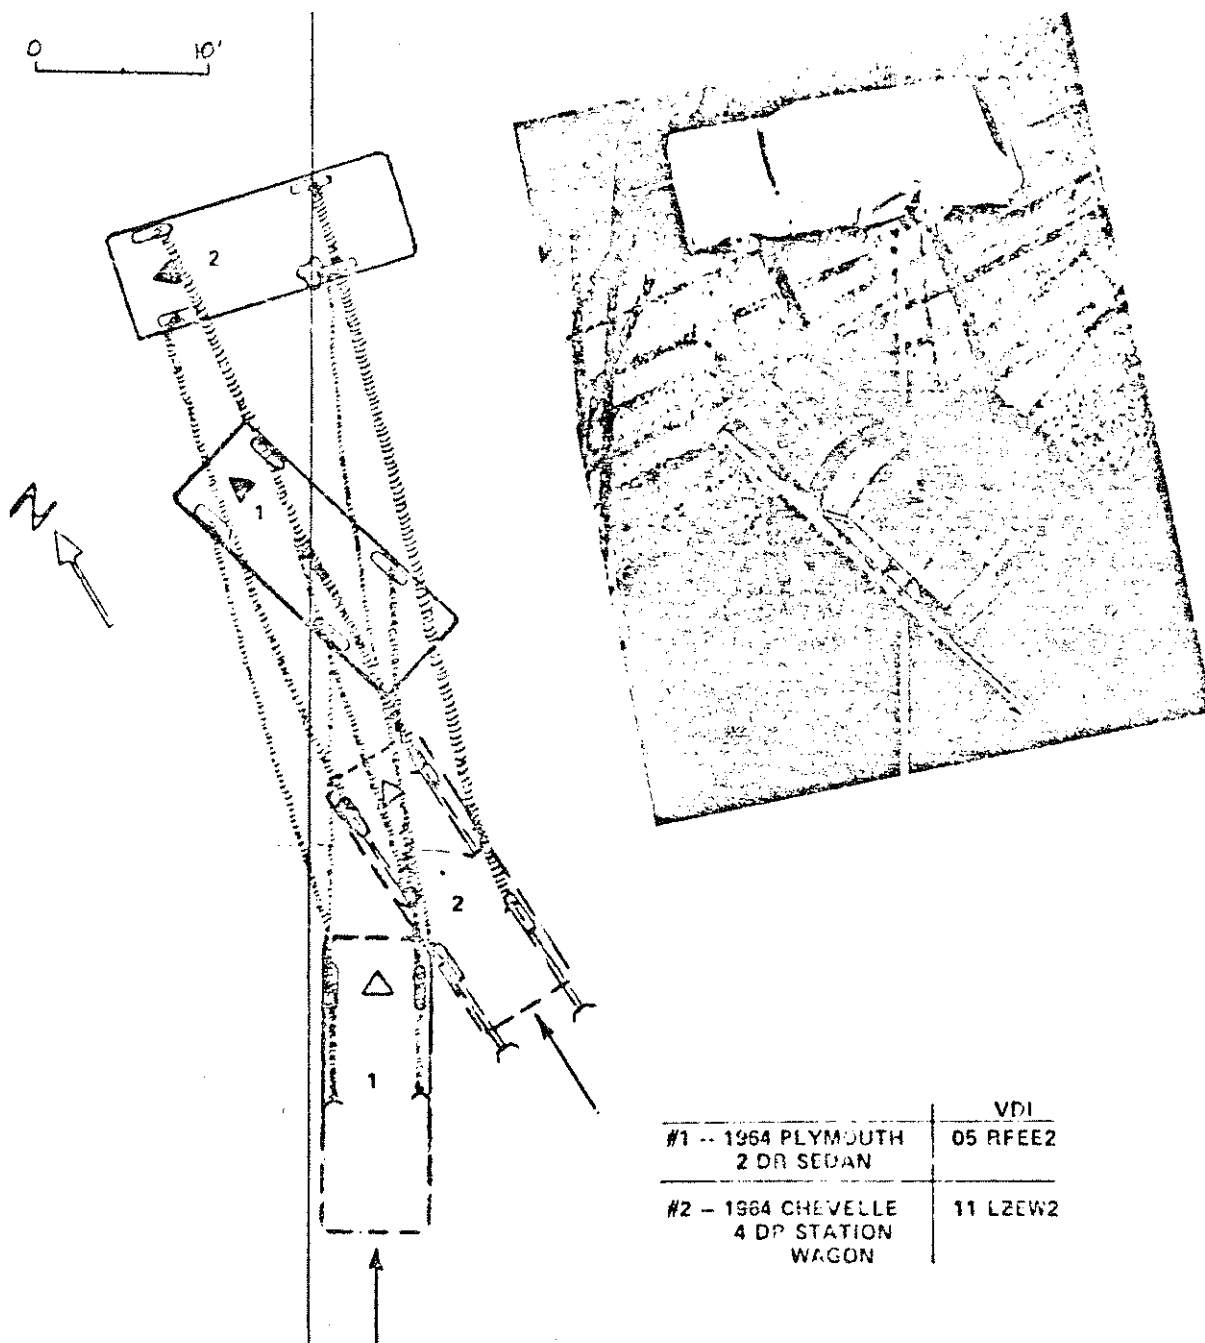 0 10'
2
1
N
2
1
VDI
#1 -- 1964 PLYMOUTH 05 RFEE2
2 DR SEDAN
#2 - 1964 CHEVELLE 11 LZEW2
4 DR STATION
WAGON